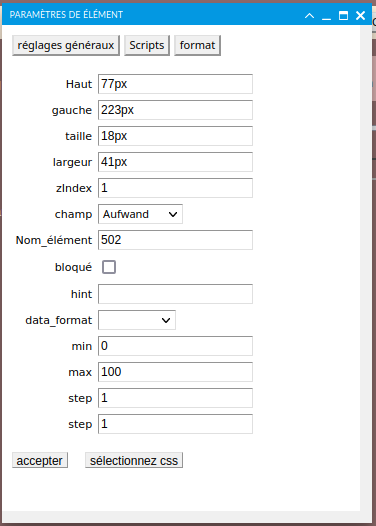 PARAMÈTRES DE ÉLÉMENT
réglages généraux Scripts format
Haut 77px
gauche 223px
taille 18px
largeur 41px
zIndex 1
champ Aufwand
Nom_élément 502
bloqué
hint
data_format
min 0
max 100
step 1
step 1
accepter sélectionnez css